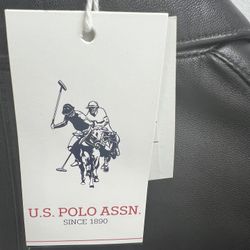 U.S. POLO ASSN.
SINCE 1890